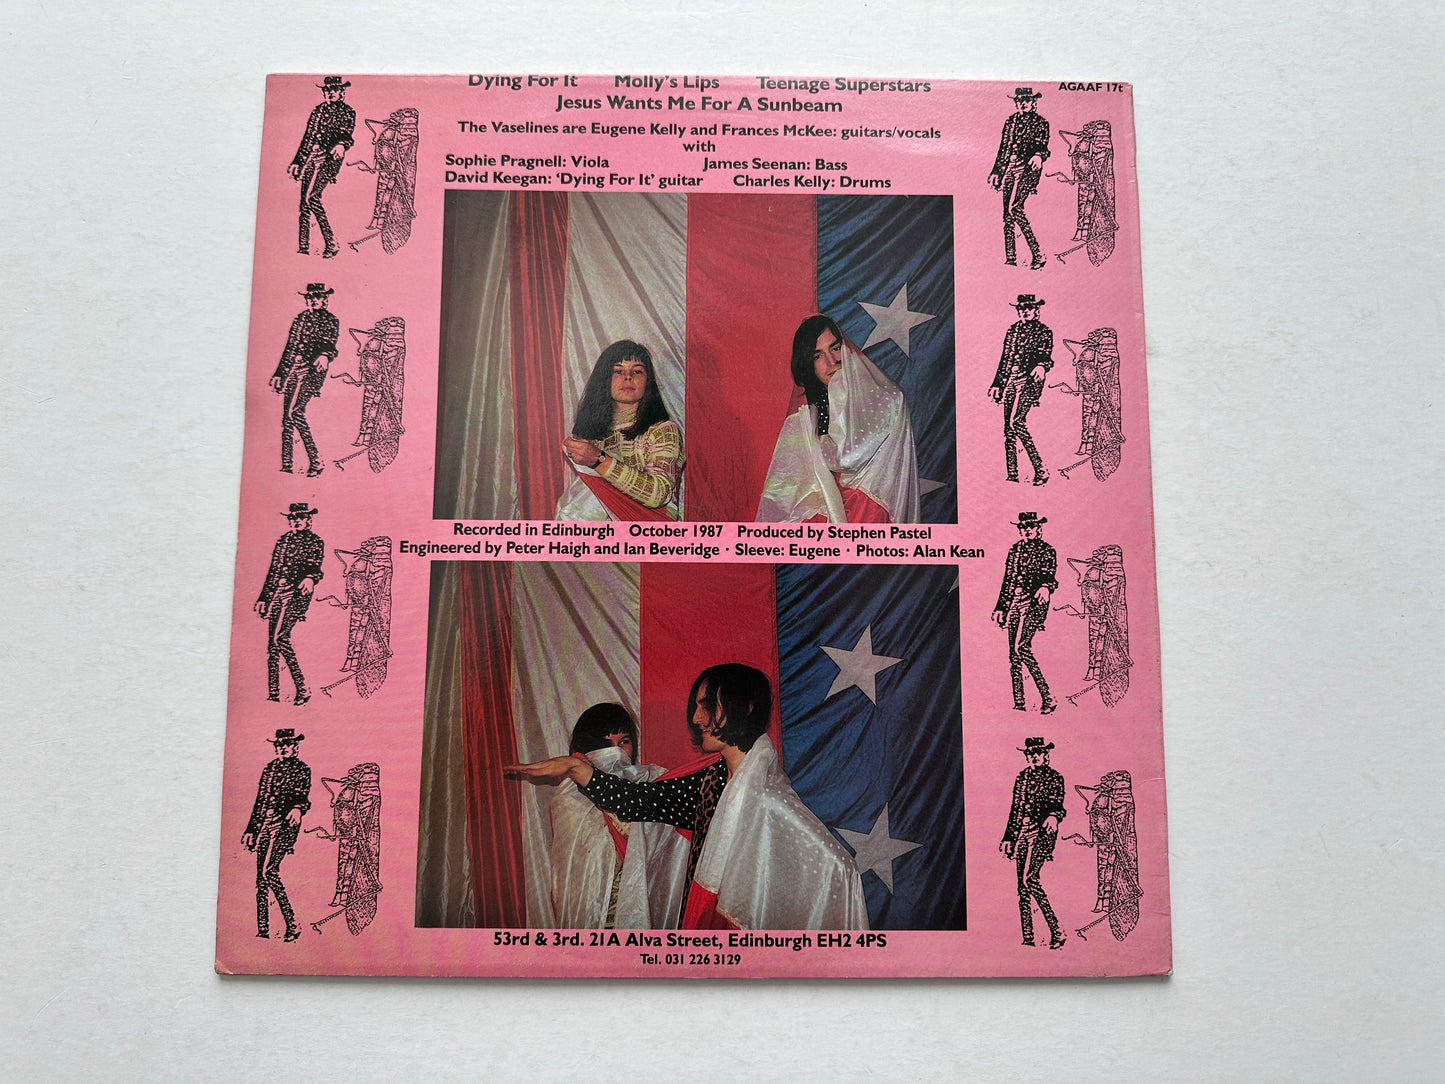 Dying For It Molly's Lips Teenage Superstars AGAAF 17t
Jesus Wants Me For A Sunbeam
The Vaselines are Eugene Kelly and Frances McKee: guitars/vocals
with
Sophie Pragnell: Viola James Seenan: Bass
David Keegan: 'Dying For It' guitar Charles Kelly: Drums
Recorded in Edinburgh October 1987 Produced by Stephen Pastel
Engineered by Peter Haigh and Ian Beveridge · Sleeve: Eugene · Photos: Alan Kean
53rd & 3rd. 21A Alva Street, Edinburgh EH2 4PS
Tel. 031 226 3129